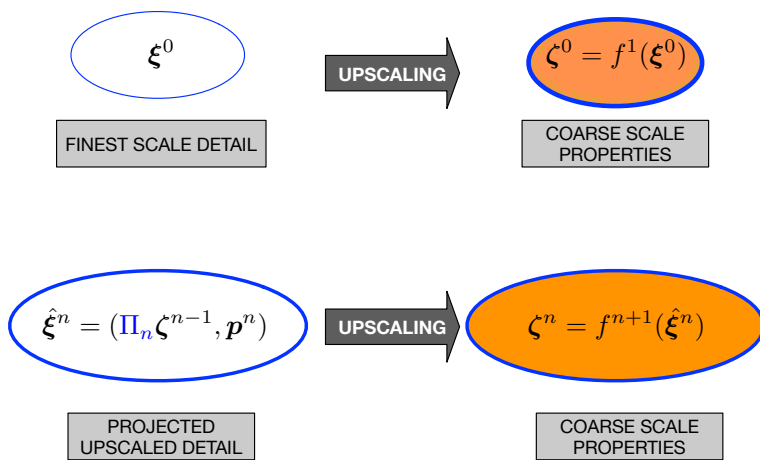 ξ⁰
UPSCALING
ζ⁰ = f¹(ξ⁰)
FINEST SCALE DETAIL
COARSE SCALE
PROPERTIES
ξ̂ⁿ = (Πₙζⁿ⁻¹, pⁿ)
UPSCALING
ζⁿ = fⁿ⁺¹(ξ̂ⁿ)
PROJECTED
UPSCALED DETAIL
COARSE SCALE
PROPERTIES